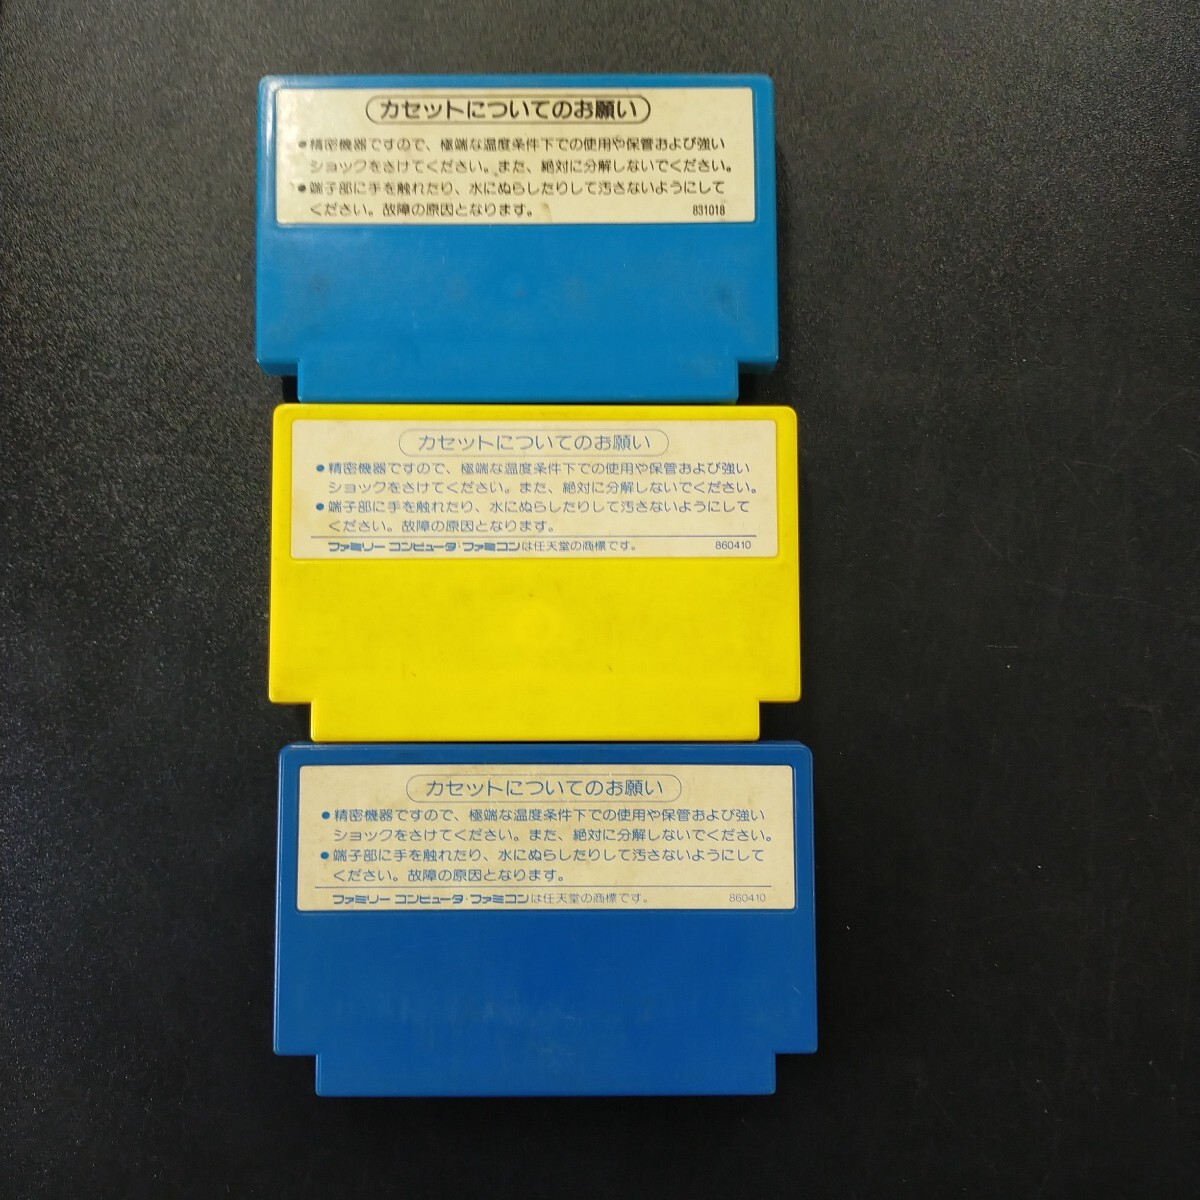 カセットについてのお願い
●精密機器ですので、極端な温度条件下での使用や保管および強い
ショックをさけてください。また、絶対に分解しないでください。
●端子部に手を触れたり、水にぬらしたりして汚さないようにして
ください。故障の原因となります。 831018
カセットについてのお願い
●精密機器ですので、極端な温度条件下での使用や保管および強い
ショックをさけてください。また、絶対に分解しないでください。
●端子部に手を触れたり、水にぬらしたりして汚さないようにして
ください。故障の原因となります。
ファミリー コンピュータ・ファミコンは任天堂の商標です。 860410
カセットについてのお願い
●精密機器ですので、極端な温度条件下での使用や保管および強い
ショックをさけてください。また、絶対に分解しないでください。
●端子部に手を触れたり、水にぬらしたりして汚さないようにして
ください。故障の原因となります。
ファミリー コンピュータ・ファミコンは任天堂の商標です。 860410